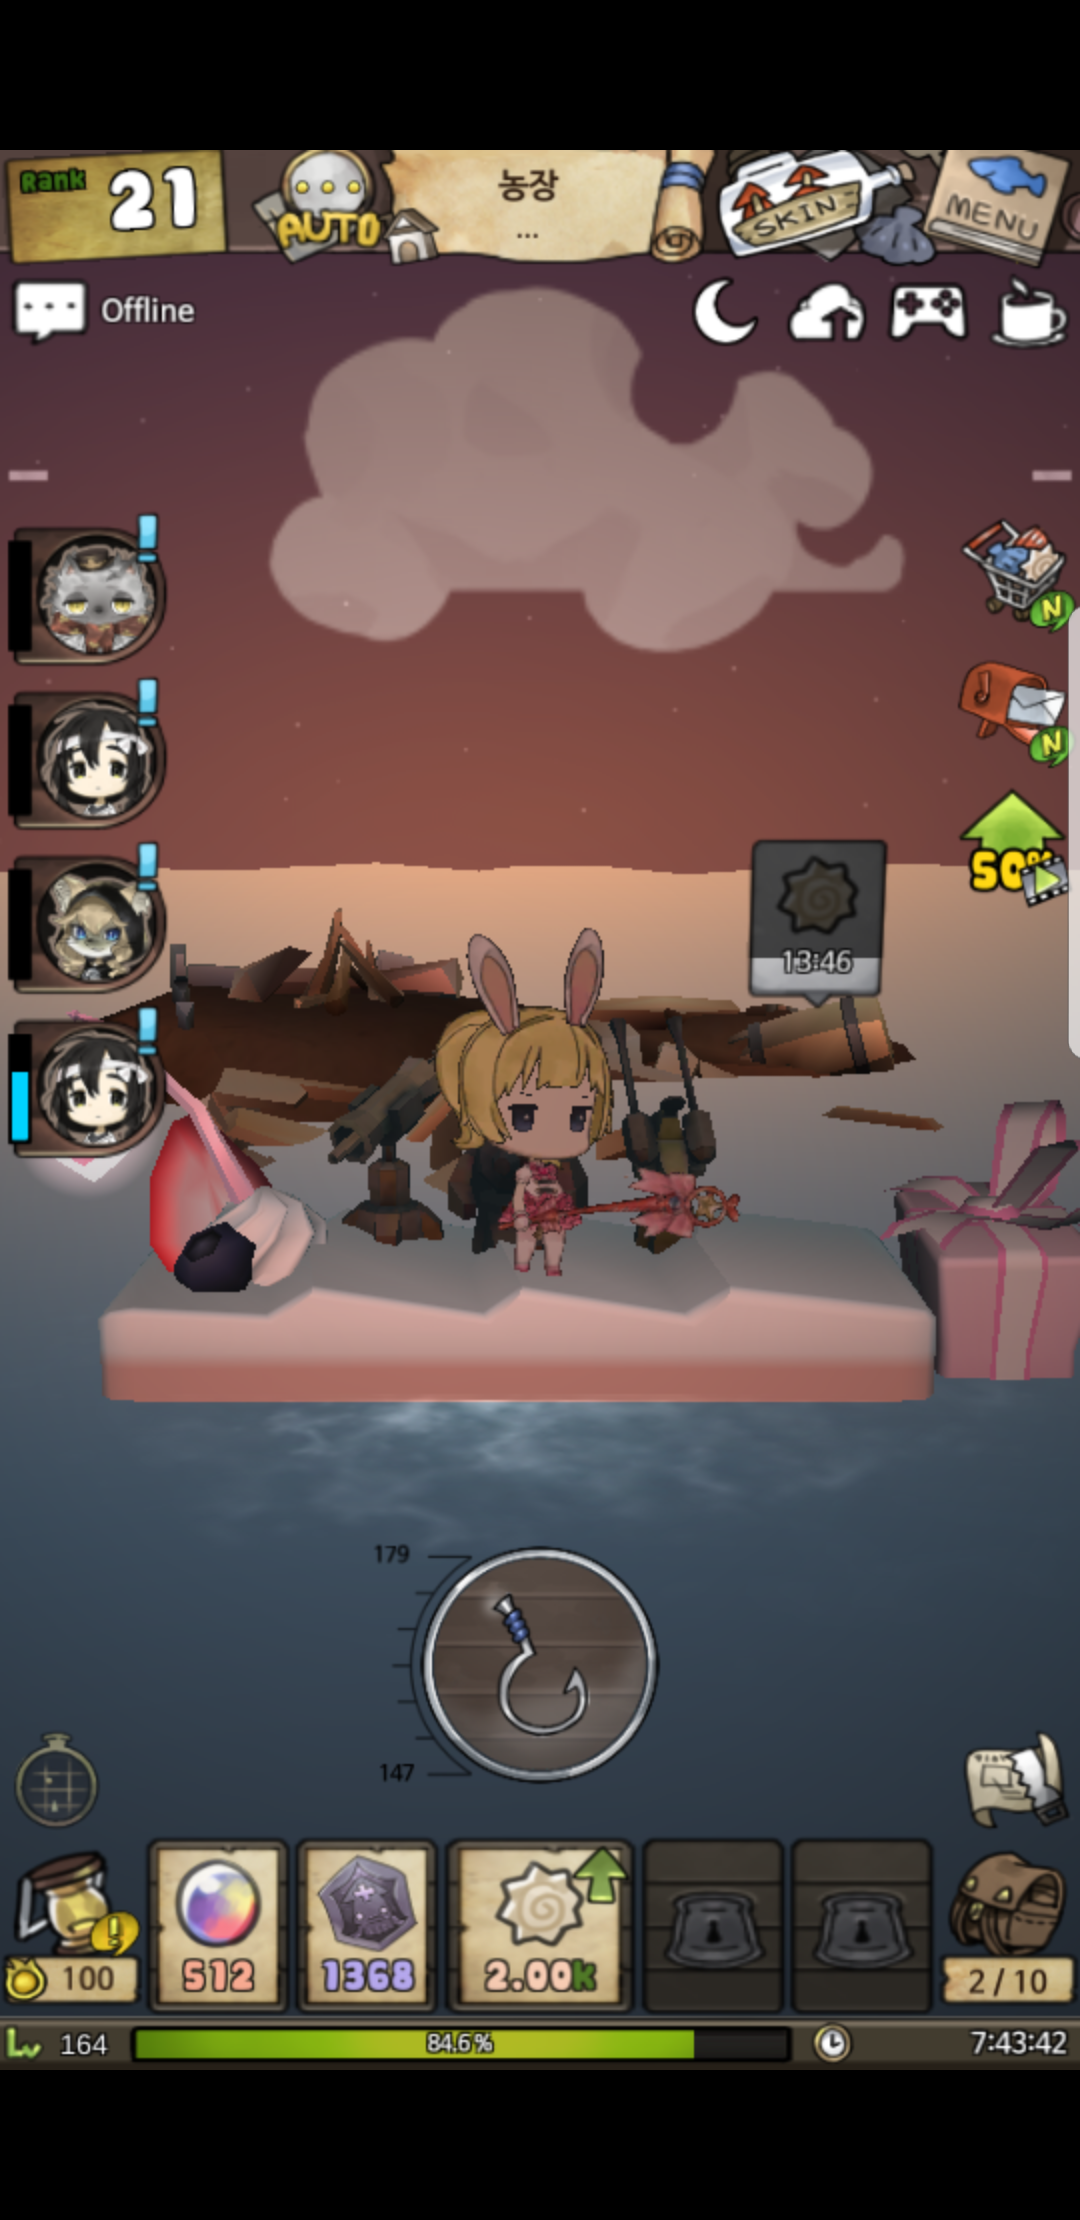 Rank
21
AUTO
농장
...
SKIN
MENU
Offline
N
N
50%
13:46
179
147
100
512
1368
2.00k
2 / 10
Lv 164
84.6%
7:43:42